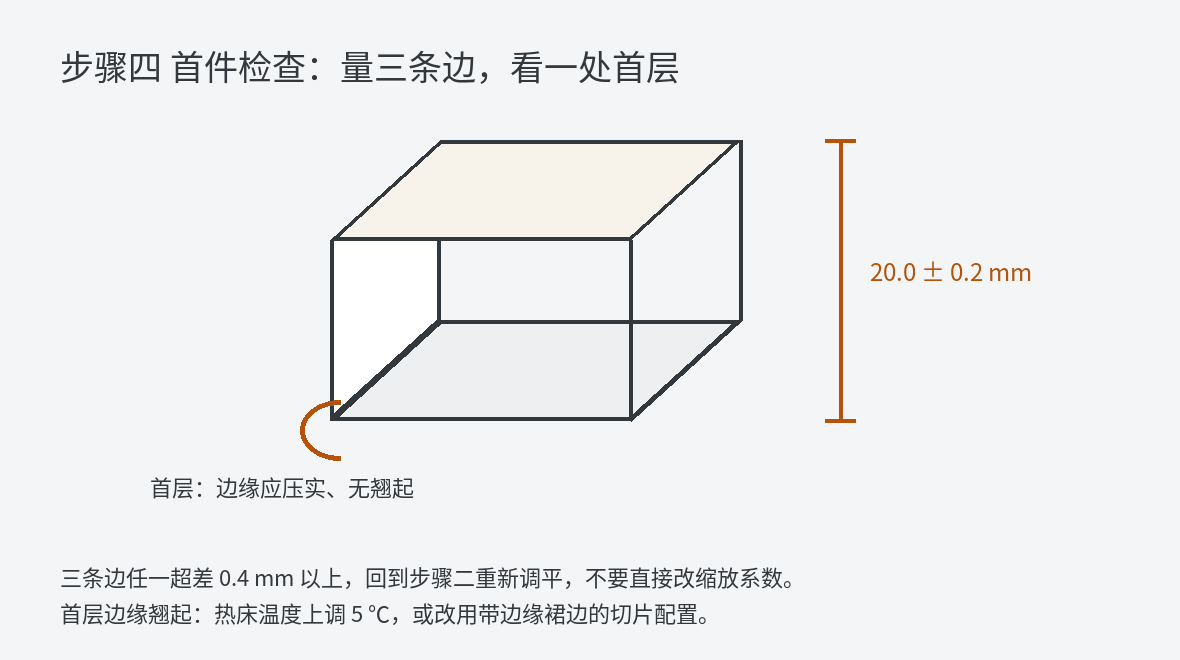 步骤四 首件检查：量三条边，看一处首层
20.0 ± 0.2 mm
首层：边缘应压实、无翘起
三条边任一超差 0.4 mm 以上，回到步骤二重新调平，不要直接改缩放系数。
首层边缘翘起：热床温度上调 5 ℃，或改用带边缘裙边的切片配置。